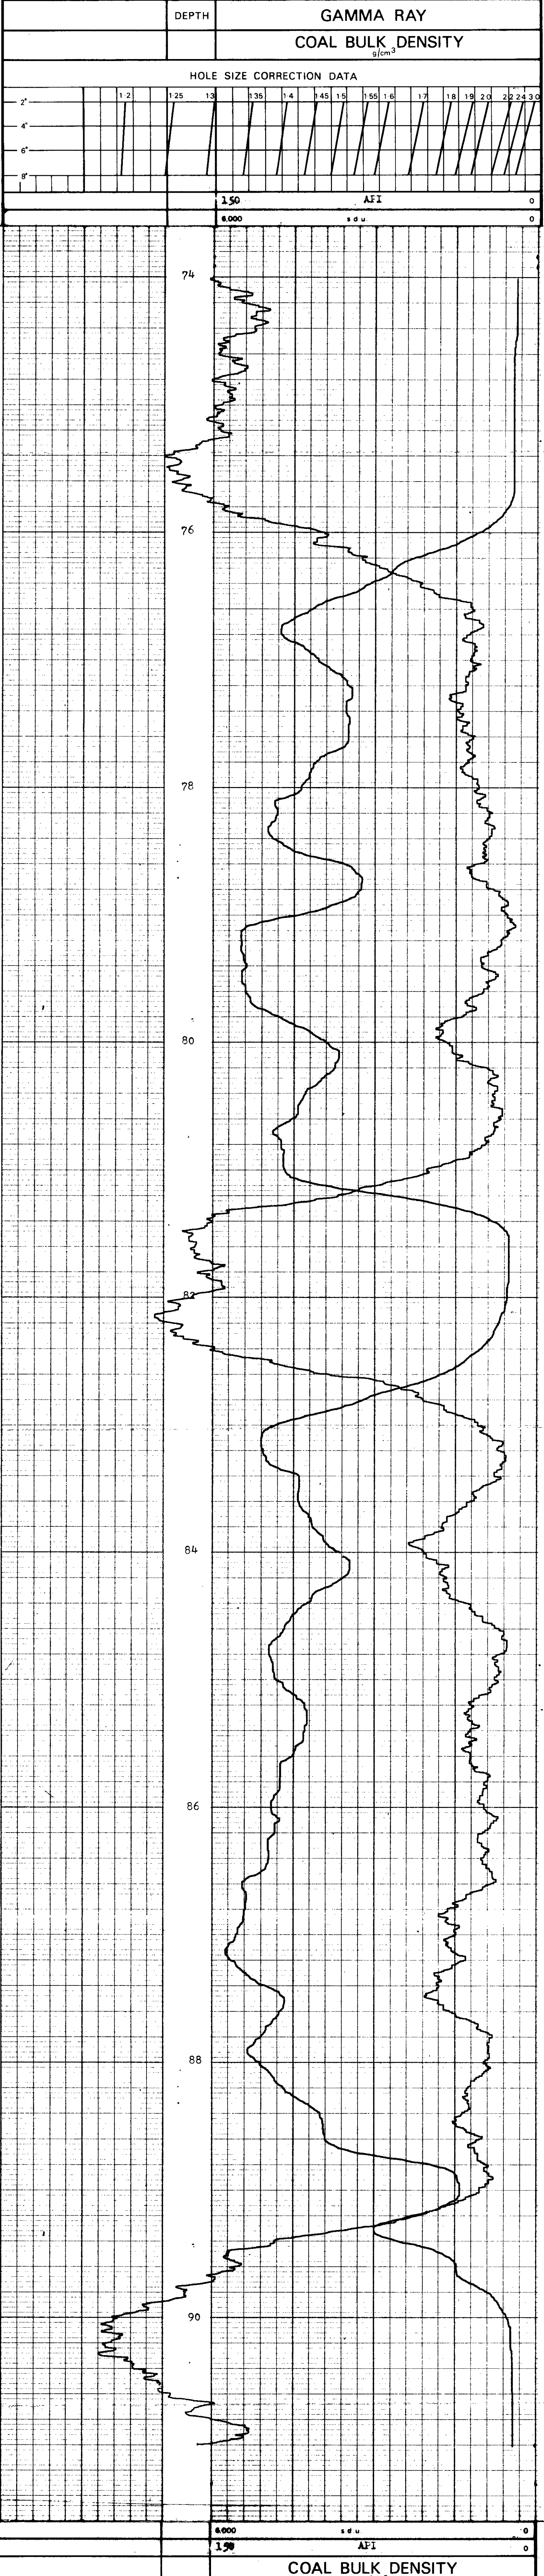 DEPTH GAMMA RAY
COAL BULK DENSITY
g/cm3
HOLE SIZE CORRECTION DATA
1·2 1·25 1·3 1·35 1·4 1·45 1·5 1·55 1·6 1·7 1·8 1·9 2·0 2·2 2·4 3·0
2"
4"
6"
8"
150 API 0
6,000 s d u 0
74
76
78
80
82
84
86
88
90
6,000 s d u 0
150 API 0
COAL BULK DENSITY